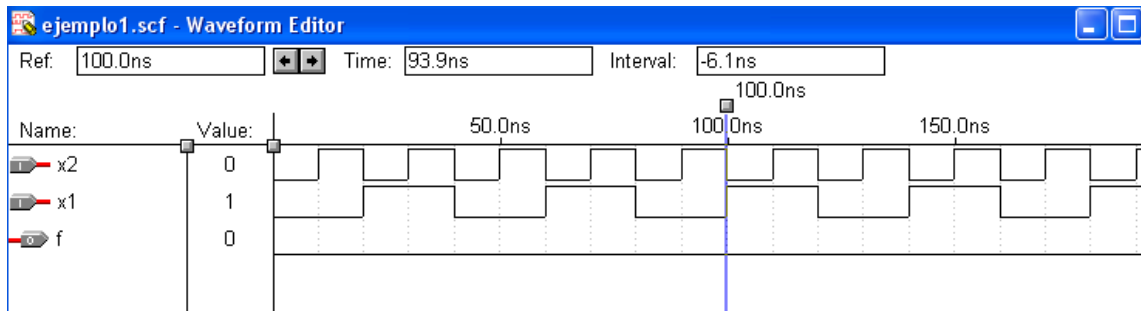 ejemplo1.scf - Waveform Editor
Ref: 100.0ns Time: 93.9ns Interval: -6.1ns
100.0ns
Name: Value: 50.0ns 100.0ns 150.0ns
x2 0
x1 1
f 0